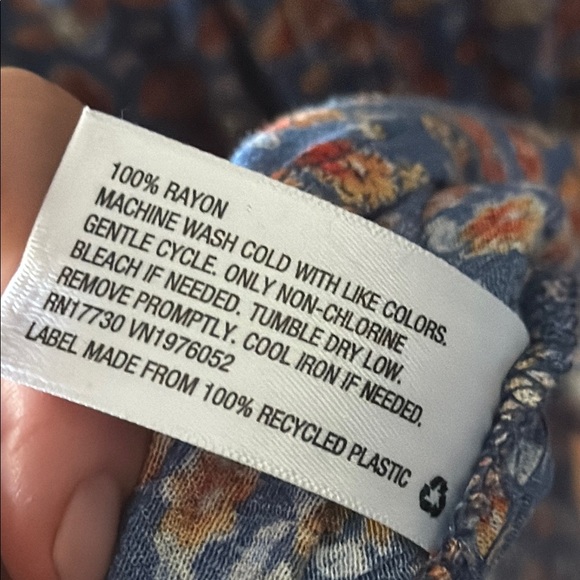 100% RAYON
MACHINE WASH COLD WITH LIKE COLORS.
GENTLE CYCLE. ONLY NON-CHLORINE
BLEACH IF NEEDED. TUMBLE DRY LOW.
REMOVE PROMPTLY. COOL IRON IF NEEDED.
RN17730 VN1976052
LABEL MADE FROM 100% RECYCLED PLASTIC